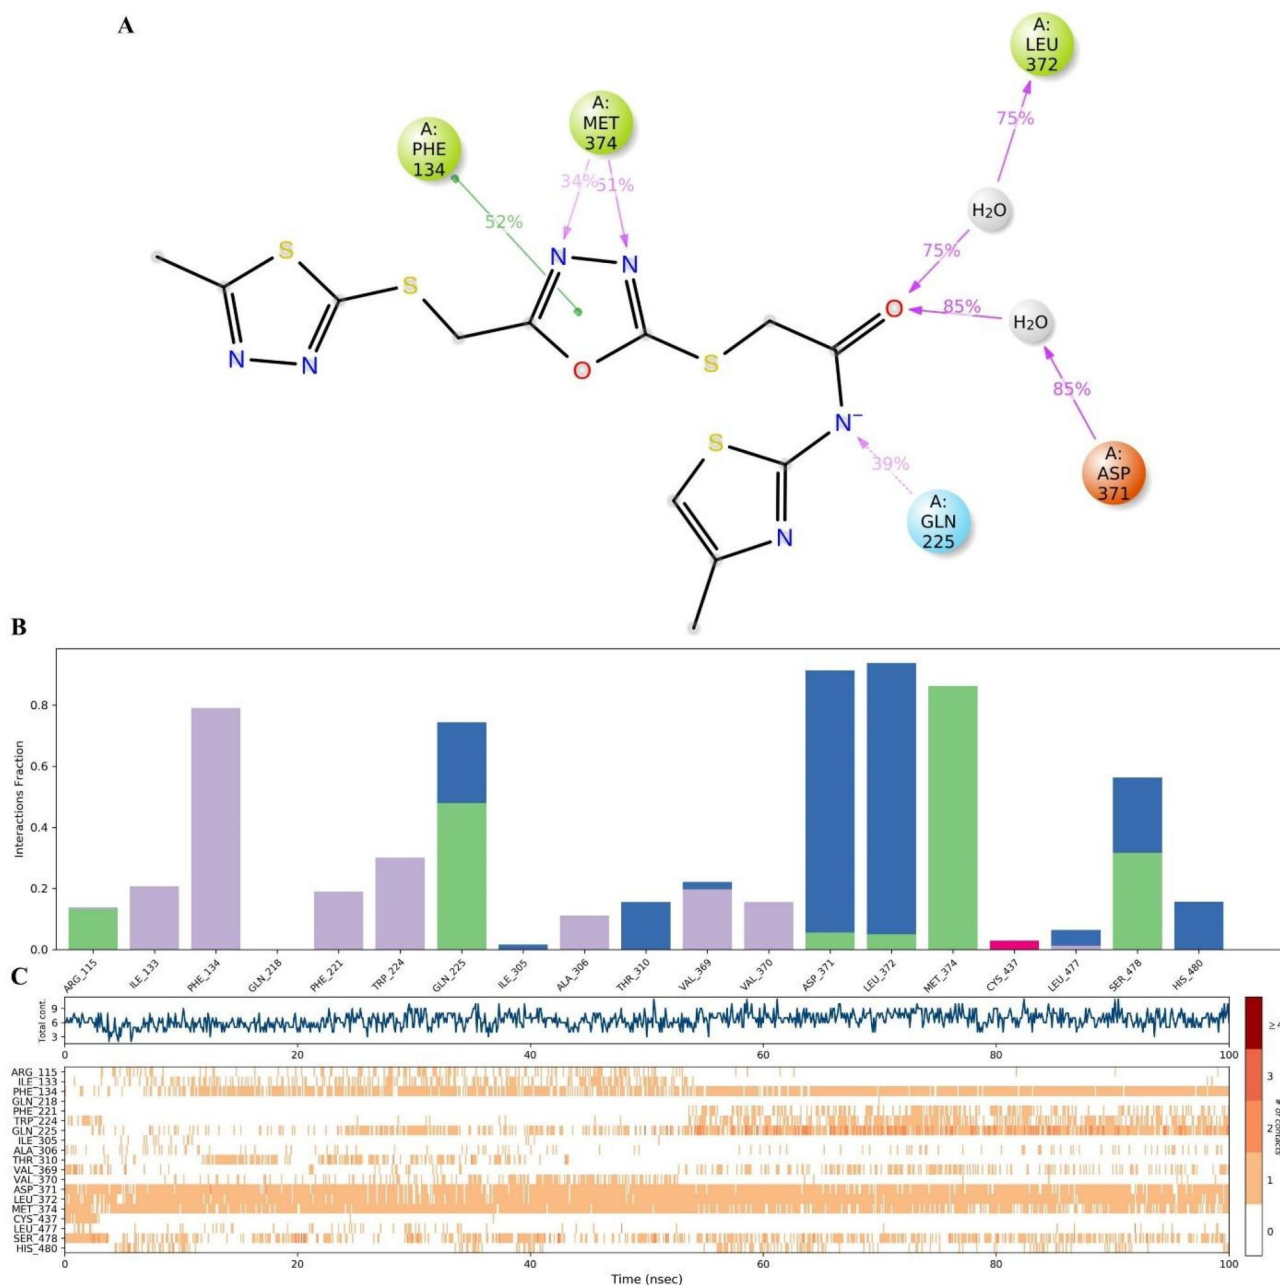 A
A:
LEU
372
A:
MET
374
A:
PHE
134
75%
34%
51%
H₂O
52%
75%
S
N
N
S
O
85%
H₂O
N
N
O
S
85%
N⁻
S
39%
A:
ASP
371
A:
GLN
225
N
B
Interactions Fraction
0.8
0.6
0.4
0.2
0.0
ARG_115
ILE_133
PHE_134
GLN_218
PHE_221
TRP_224
GLN_225
ILE_305
ALA_306
THR_310
VAL_369
VAL_370
ASP_371
LEU_372
MET_374
CYS_437
LEU_477
SER_478
HIS_480
C
Total cont.
9
6
3
0 20 40 60 80 100
ARG_115
ILE_133
PHE_134
GLN_218
PHE_221
TRP_224
GLN_225
ILE_305
ALA_306
THR_310
VAL_369
VAL_370
ASP_371
LEU_372
MET_374
CYS_437
LEU_477
SER_478
HIS_480
0 20 40 60 80 100
Time (nsec)
≥4
3
2
1
0
# of contacts